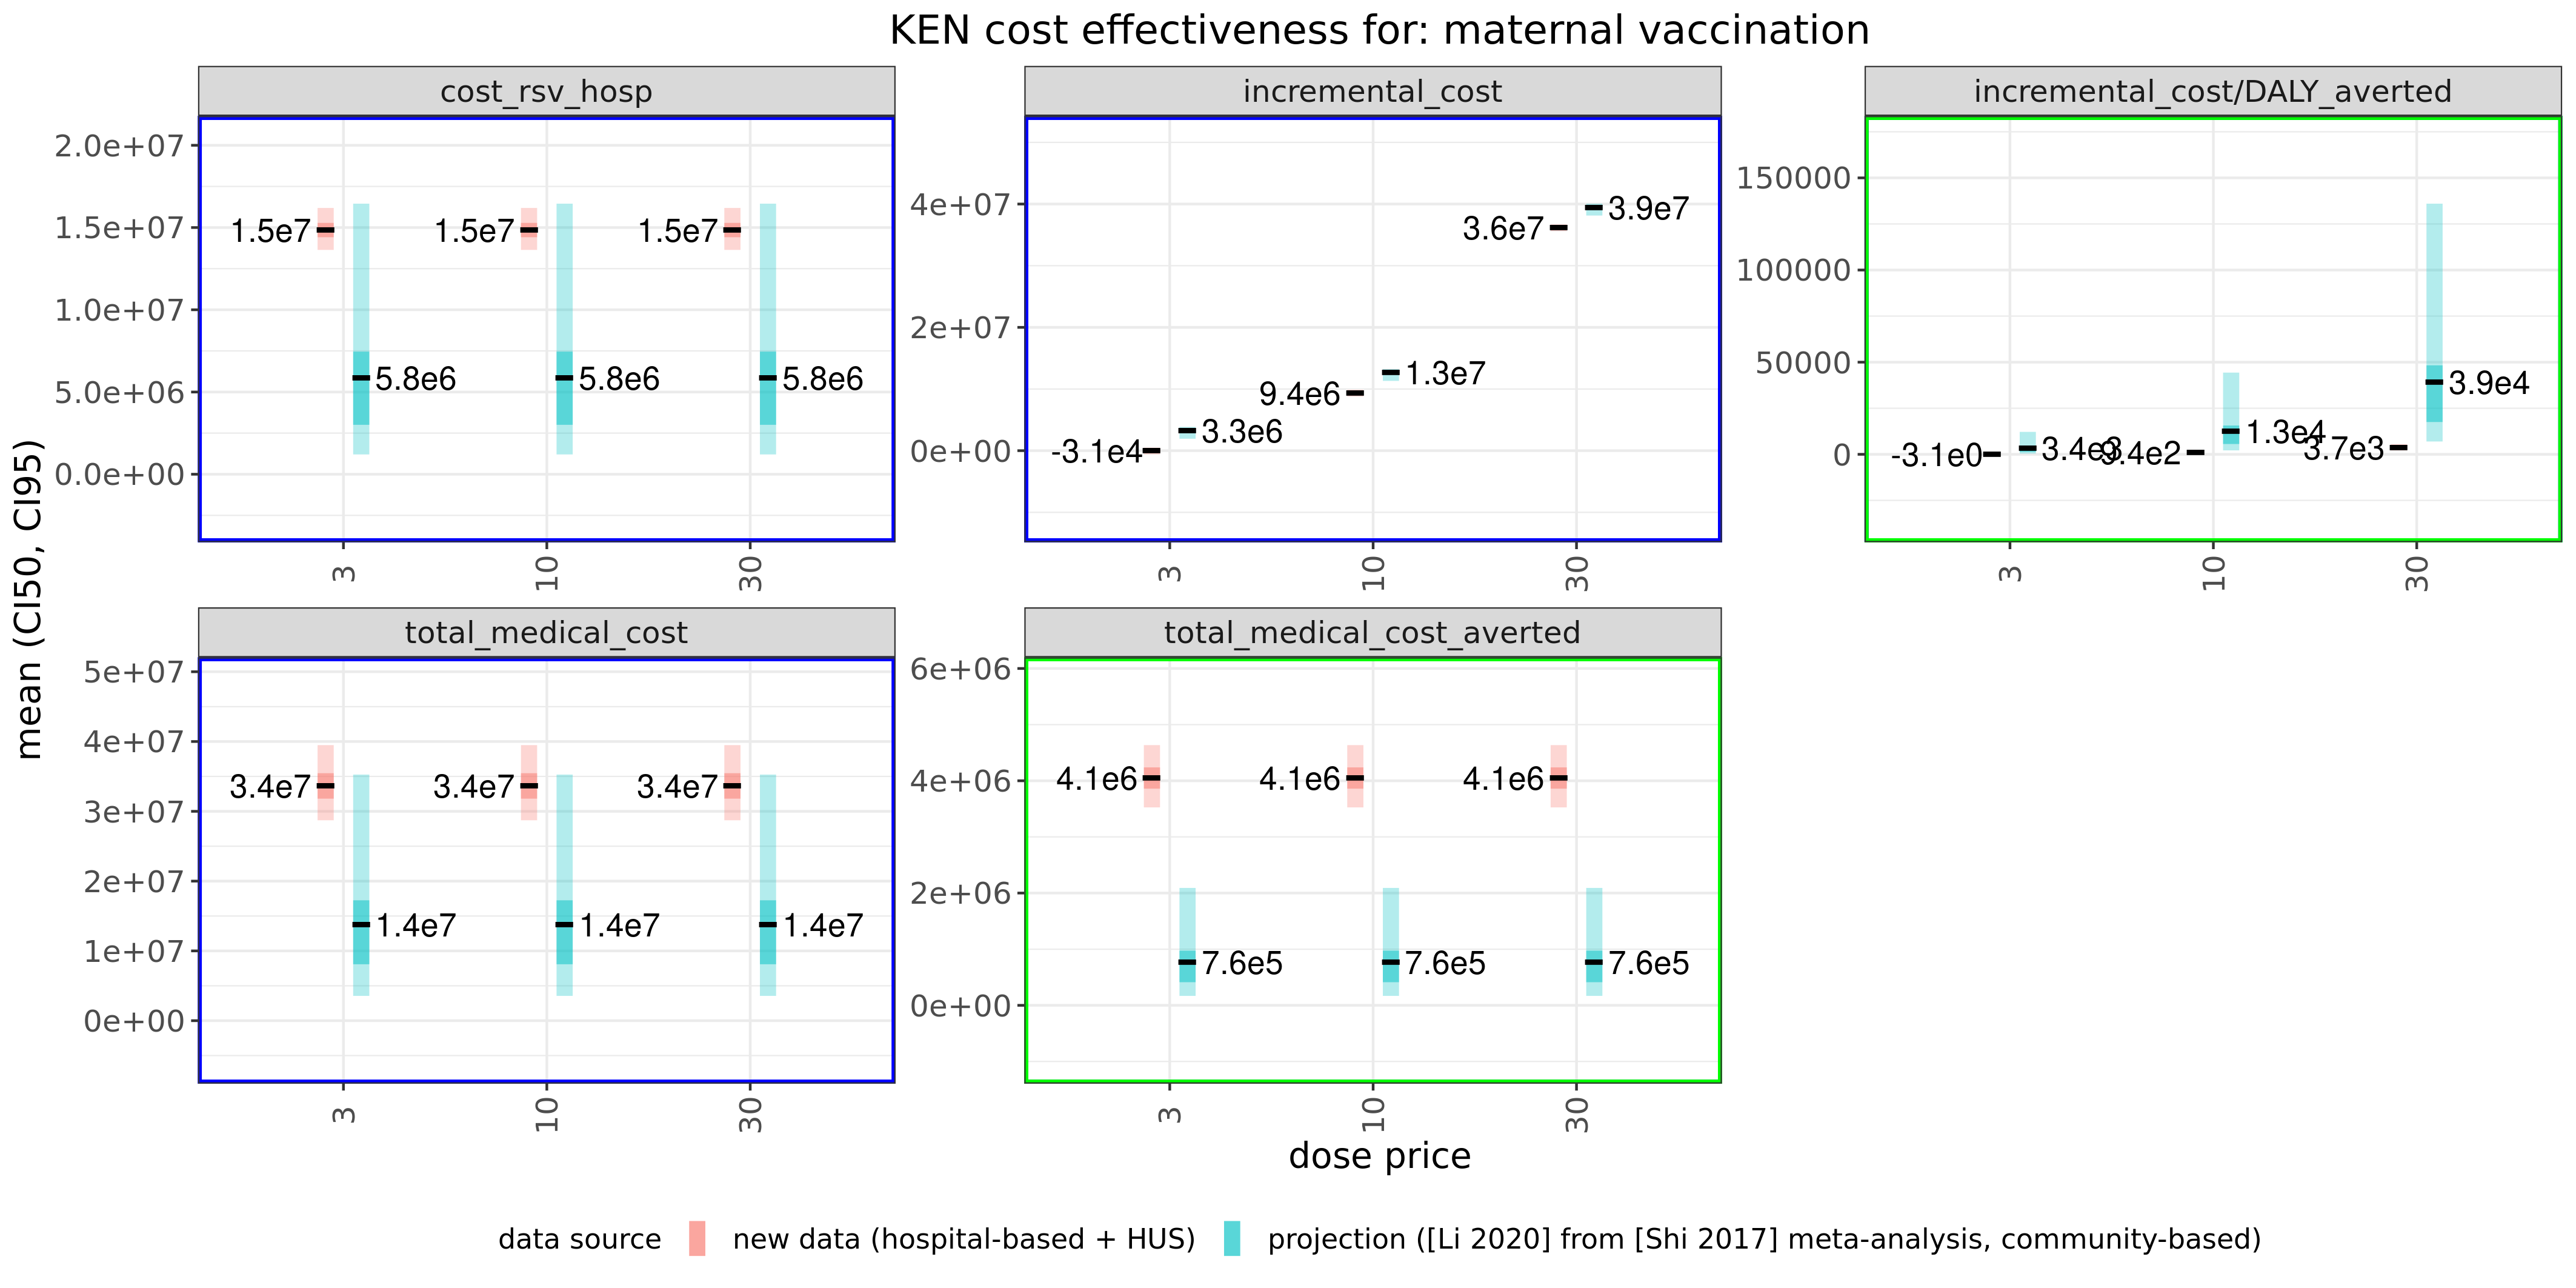 KEN cost effectiveness for: maternal vaccination
mean (CI50, CI95)
cost_rsv_hosp
2.0e+07
1.5e+07
1.0e+07
5.0e+06
0.0e+00
1.5e7
1.5e7
1.5e7
5.8e6
5.8e6
5.8e6
3
10
30
incremental_cost
4e+07
2e+07
0e+00
-3.1e4
3.3e6
9.4e6
1.3e7
3.6e7
3.9e7
3
10
30
incremental_cost/DALY_averted
150000
100000
50000
0
-3.1e0
3.4e3
9.4e2
1.3e4
3.7e3
3.9e4
3
10
30
total_medical_cost
5e+07
4e+07
3e+07
2e+07
1e+07
0e+00
3.4e7
3.4e7
3.4e7
1.4e7
1.4e7
1.4e7
3
10
30
total_medical_cost_averted
6e+06
4e+06
2e+06
0e+00
4.1e6
4.1e6
4.1e6
7.6e5
7.6e5
7.6e5
3
10
30
dose price
data source
new data (hospital-based + HUS)
projection ([Li 2020] from [Shi 2017] meta-analysis, community-based)